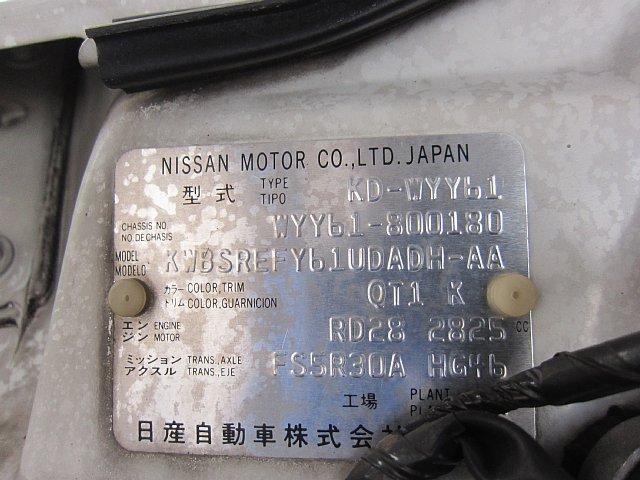 NISSAN MOTOR CO.,LTD. JAPAN
型式 TYPE TIPO KD-WYY61
CHASSIS NO. NO. DE CHASIS WYY61-800180
MODEL MODELO KWBSREFY61UDADH-AA
カラー COLOR,TRIM トリム COLOR,GUARNICION QT1 K
エンジン ENGINE MOTOR RD28 2825 CC
ミッション TRANS.,AXLE アクスル TRANS.,EJE FS5R30A HG46
工場 PLANT
日産自動車株式会